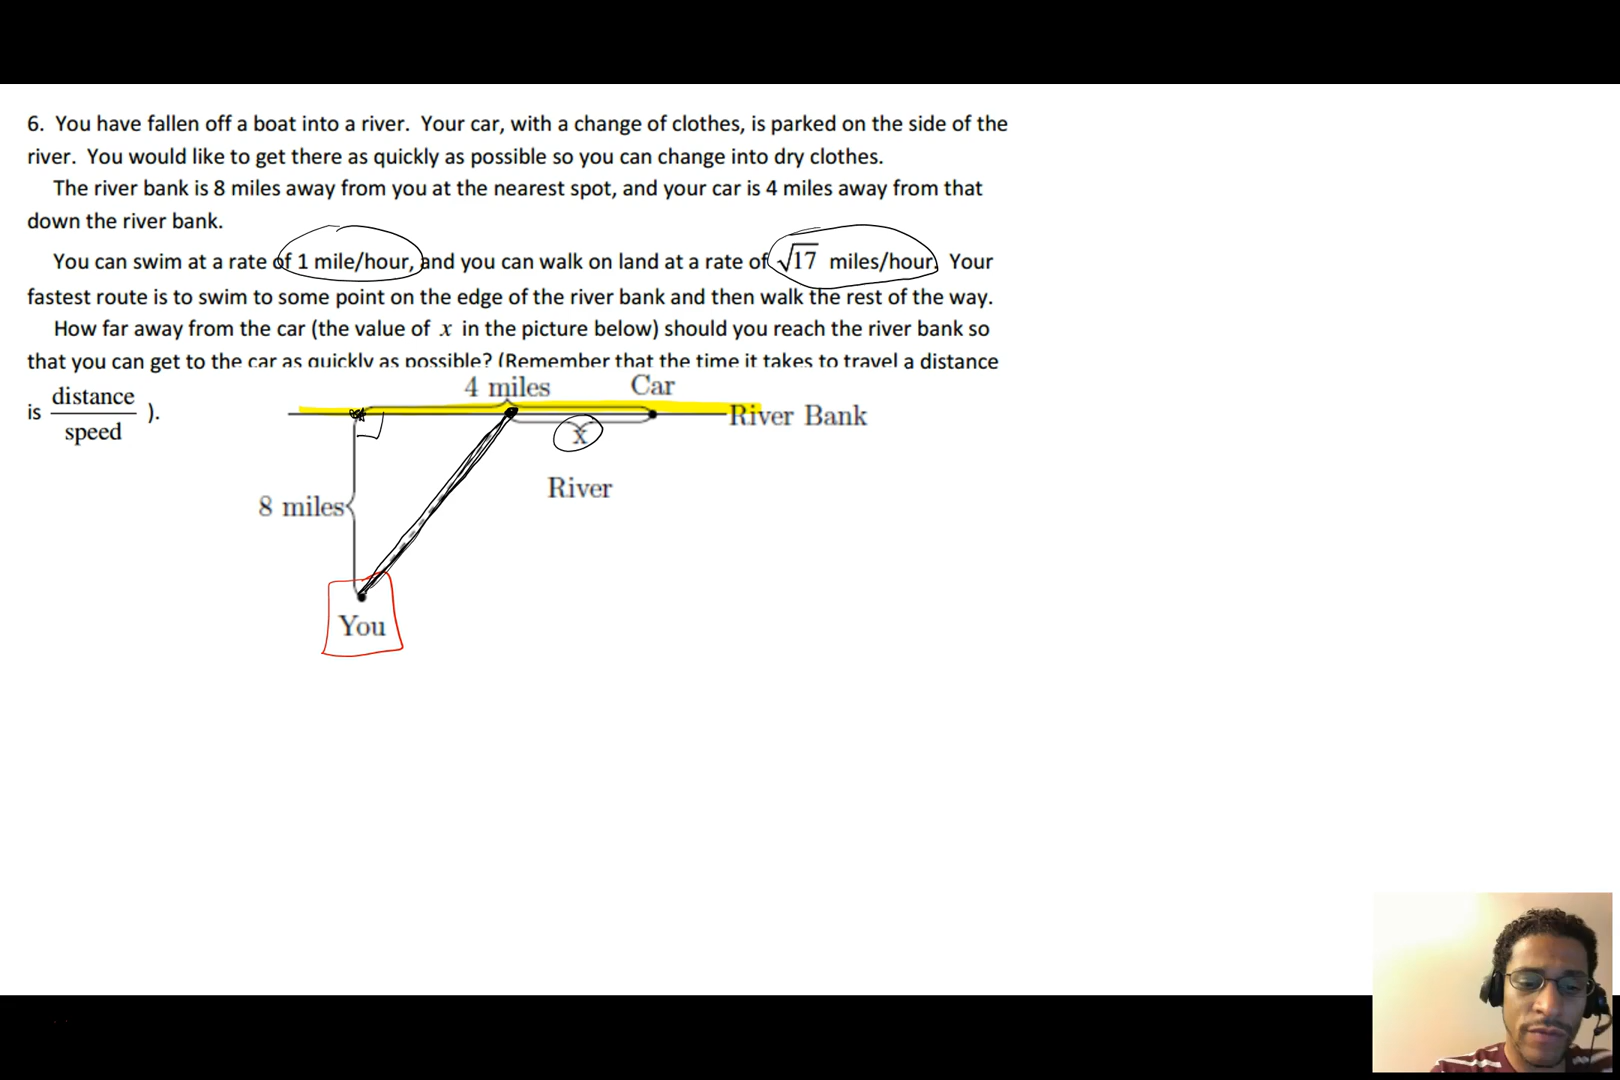 6. You have fallen off a boat into a river. Your car, with a change of clothes, is parked on the side of the
river. You would like to get there as quickly as possible so you can change into dry clothes.
The river bank is 8 miles away from you at the nearest spot, and your car is 4 miles away from that
down the river bank.
You can swim at a rate of 1 mile/hour, and you can walk on land at a rate of √17 miles/hour. Your
fastest route is to swim to some point on the edge of the river bank and then walk the rest of the way.
How far away from the car (the value of x in the picture below) should you reach the river bank so
that you can get to the car as quickly as possible? (Remember that the time it takes to travel a distance
is distance/speed ).
4 miles Car
River Bank
x
River
8 miles
You